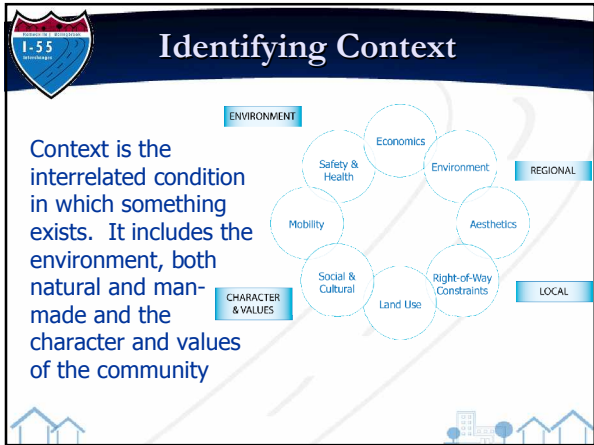 I-55
Interchanges
Identifying Context
Context is the
interrelated condition
in which something
exists. It includes the
environment, both
natural and man-
made and the
character and values
of the community
ENVIRONMENT
Economics
Safety &
Health
Environment
REGIONAL
Mobility
Aesthetics
Social &
Cultural
Right-of-Way
Constraints
CHARACTER
& VALUES
Land Use
LOCAL